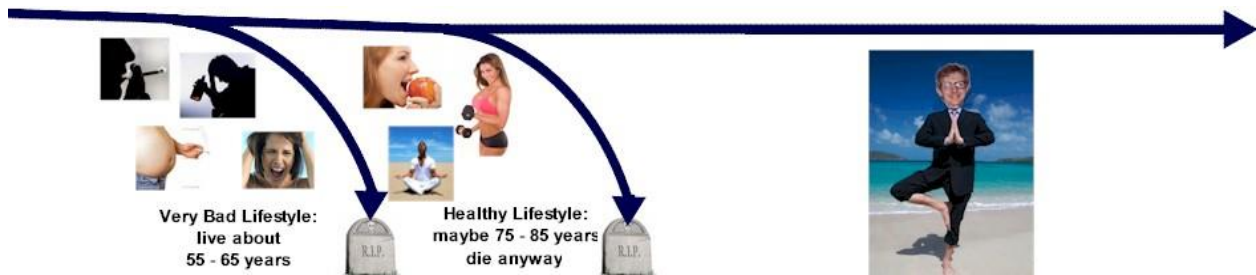 Very Bad Lifestyle:
live about
55 - 65 years
R.I.P.
Healthy Lifestyle:
maybe 75 - 85 years
die anyway
R.I.P.